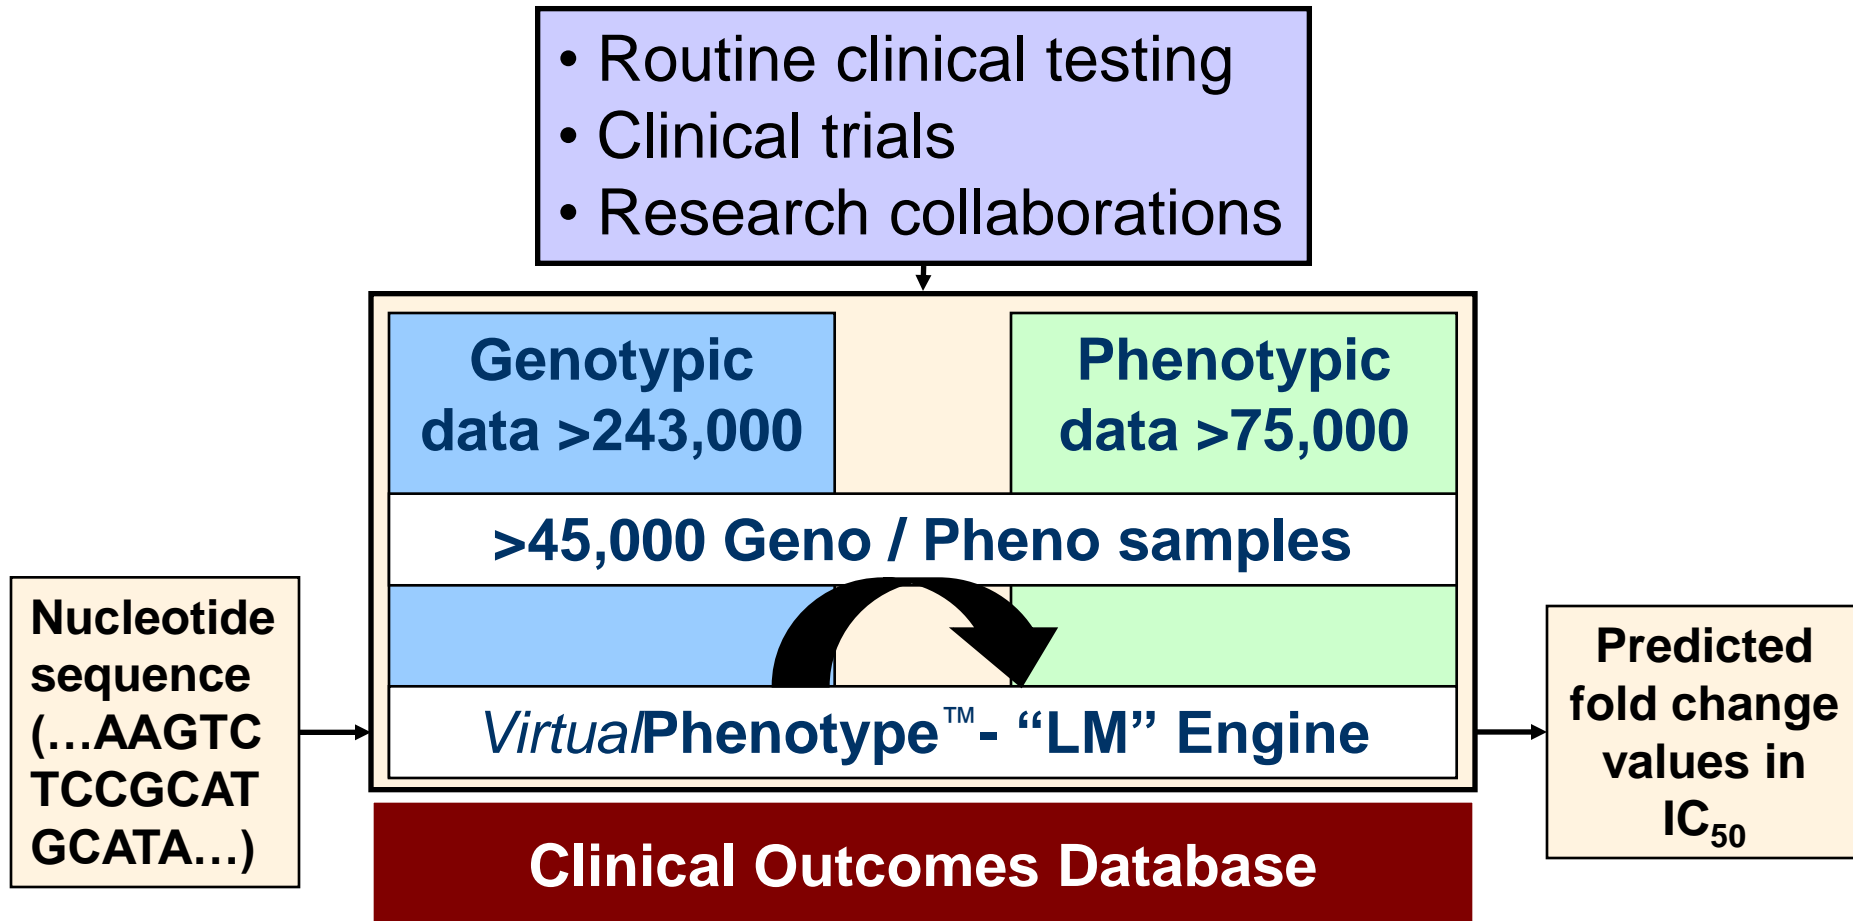 • Routine clinical testing
• Clinical trials
• Research collaborations
Genotypic
data >243,000
Phenotypic
data >75,000
>45,000 Geno / Pheno samples
VirtualPhenotype™- “LM” Engine
Nucleotide
sequence
(…AAGTC
TCCGCAT
GCATA…)
Predicted
fold change
values in
IC₅₀
Clinical Outcomes Database